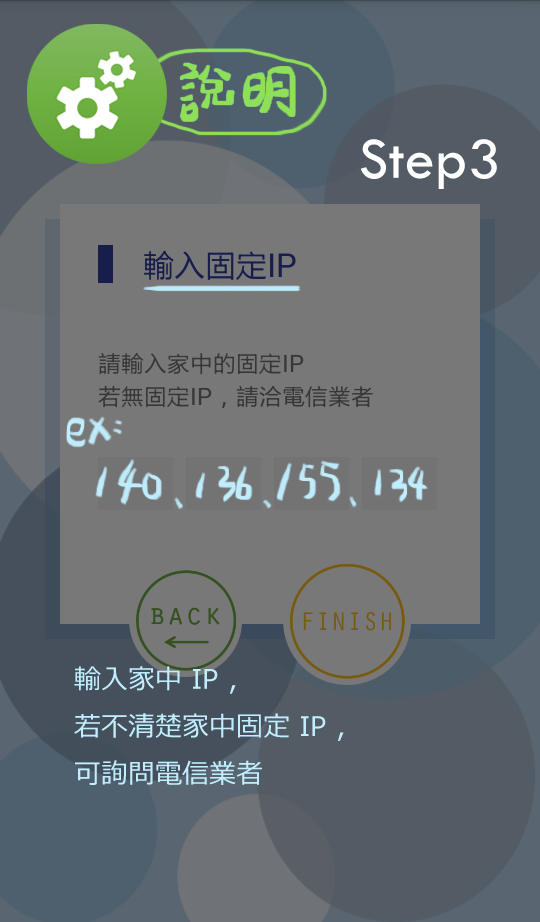 說明
Step3
輸入固定IP
請輸入家中的固定IP
若無固定IP，請洽電信業者
ex:
140、136、155、134
BACK
FINISH
輸入家中 IP，
若不清楚家中固定 IP，
可詢問電信業者